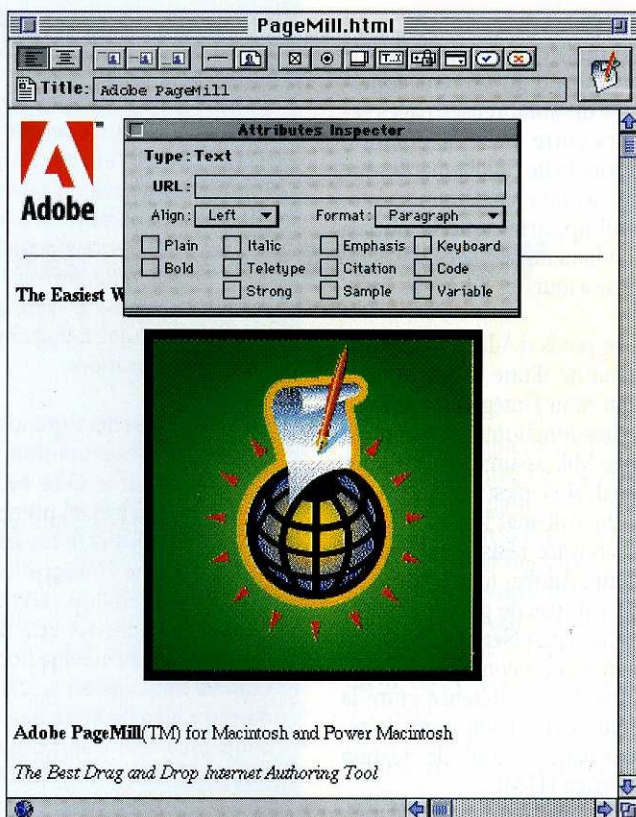 PageMill.html
Title: Adobe PageMill
Adobe™
Attributes Inspector
Type: Text
URL:
Align: Left Format: Paragraph
Plain Italic Emphasis Keyboard
Bold Teletype Citation Code
Strong Sample Variable
The Easiest W
Adobe PageMill(TM) for Macintosh and Power Macintosh
The Best Drag and Drop Internet Authoring Tool